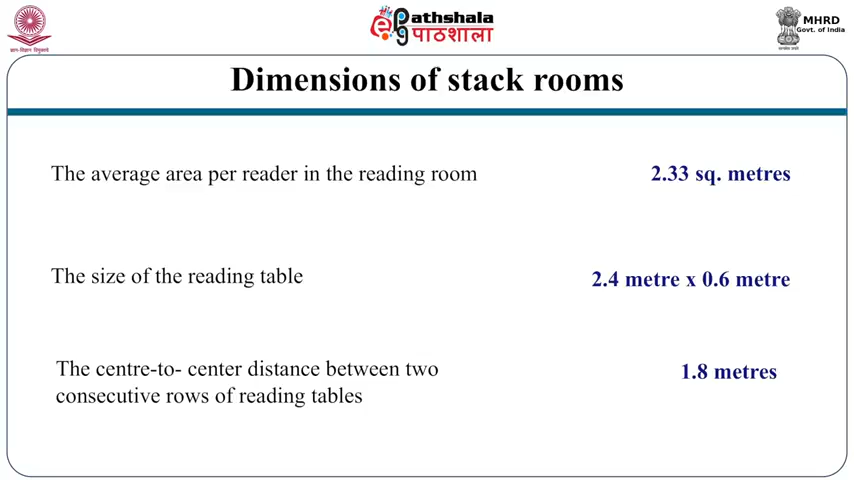 ePathshala
पाठशाला
MHRD
Govt. of India
Dimensions of stack rooms
The average area per reader in the reading room 2.33 sq. metres
The size of the reading table 2.4 metre x 0.6 metre
The centre-to- center distance between two 1.8 metres
consecutive rows of reading tables